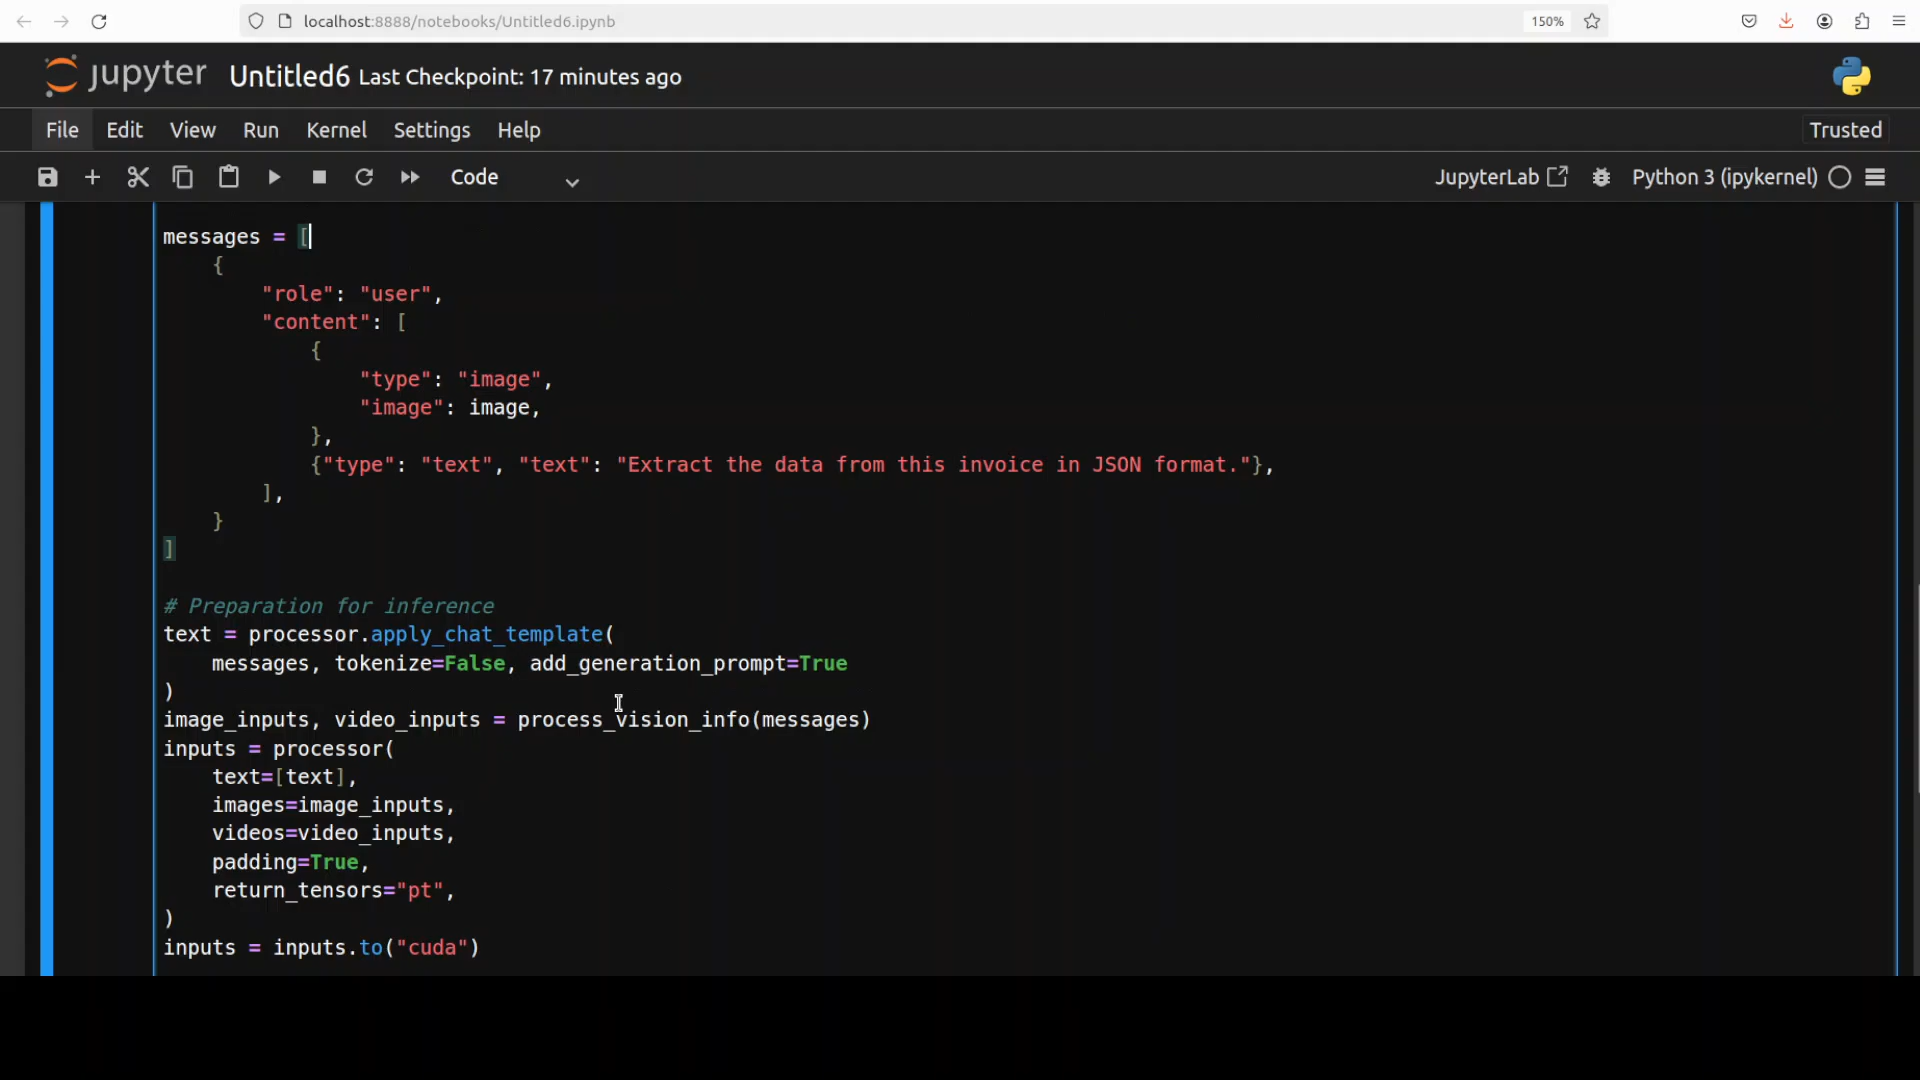 localhost:8888/notebooks/Untitled6.ipynb 150%
jupyter Untitled6 Last Checkpoint: 17 minutes ago
File Edit View Run Kernel Settings Help Trusted
Code JupyterLab Python 3 (ipykernel)
messages = [
    {
        "role": "user",
        "content": [
            {
                "type": "image",
                "image": image,
            },
            {"type": "text", "text": "Extract the data from this invoice in JSON format."},
        ],
    }
]
# Preparation for inference
text = processor.apply_chat_template(
    messages, tokenize=False, add_generation_prompt=True
)
image_inputs, video_inputs = process_vision_info(messages)
inputs = processor(
    text=[text],
    images=image_inputs,
    videos=video_inputs,
    padding=True,
    return_tensors="pt",
)
inputs = inputs.to("cuda")